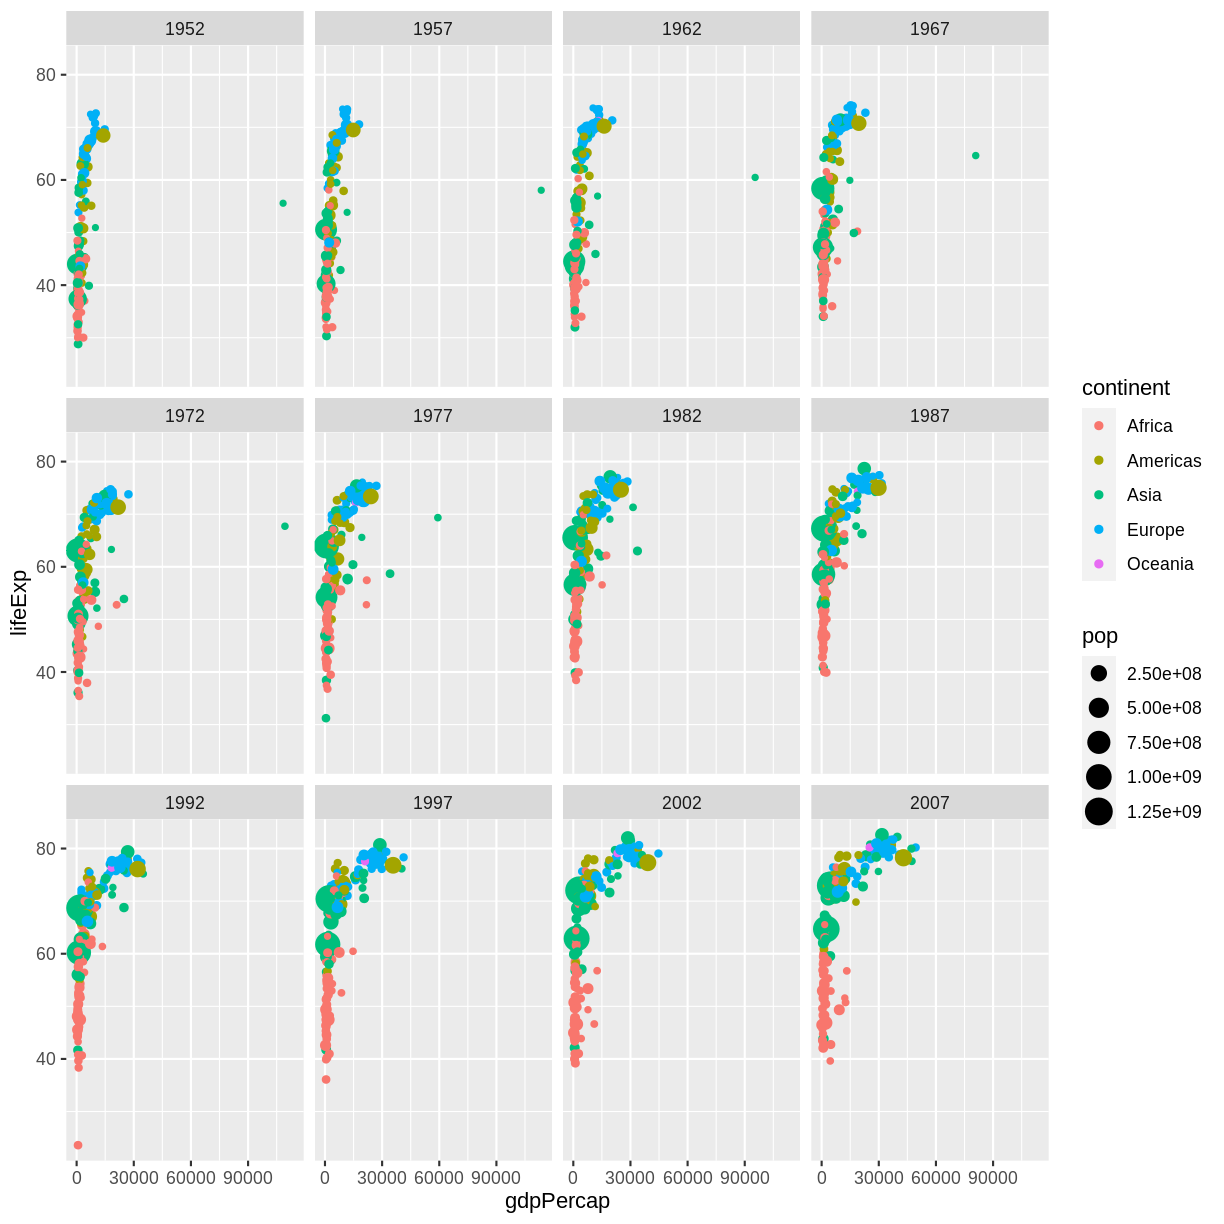 1952 1957 1962 1967
80
60
40
1972 1977 1982 1987
80
60
40
1992 1997 2002 2007
80
60
40
0 30000 60000 90000 0 30000 60000 90000 0 30000 60000 90000 0 30000 60000 90000
gdpPercap
lifeExp
continent
Africa
Americas
Asia
Europe
Oceania
pop
2.50e+08
5.00e+08
7.50e+08
1.00e+09
1.25e+09